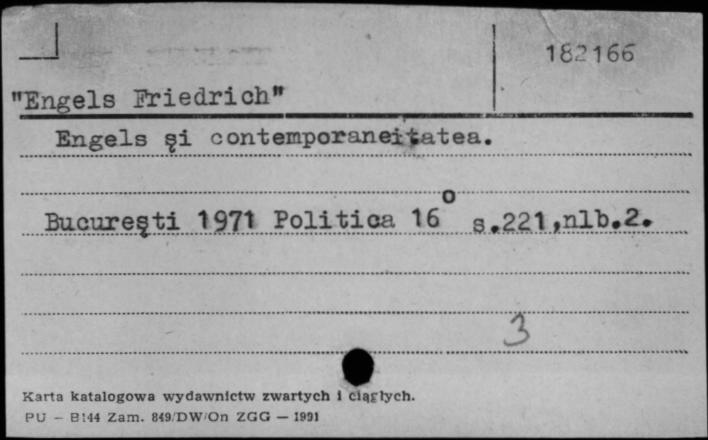 182166
"Engels Friedrich"
Engels şi contemporaneitatea.
Bucureşti 1971 Politica 16° s.221,nlb.2.
3
Karta katalogowa wydawnictw zwartych i ciągłych.
PU – B144 Zam. 849/DW/On ZGG — 1991